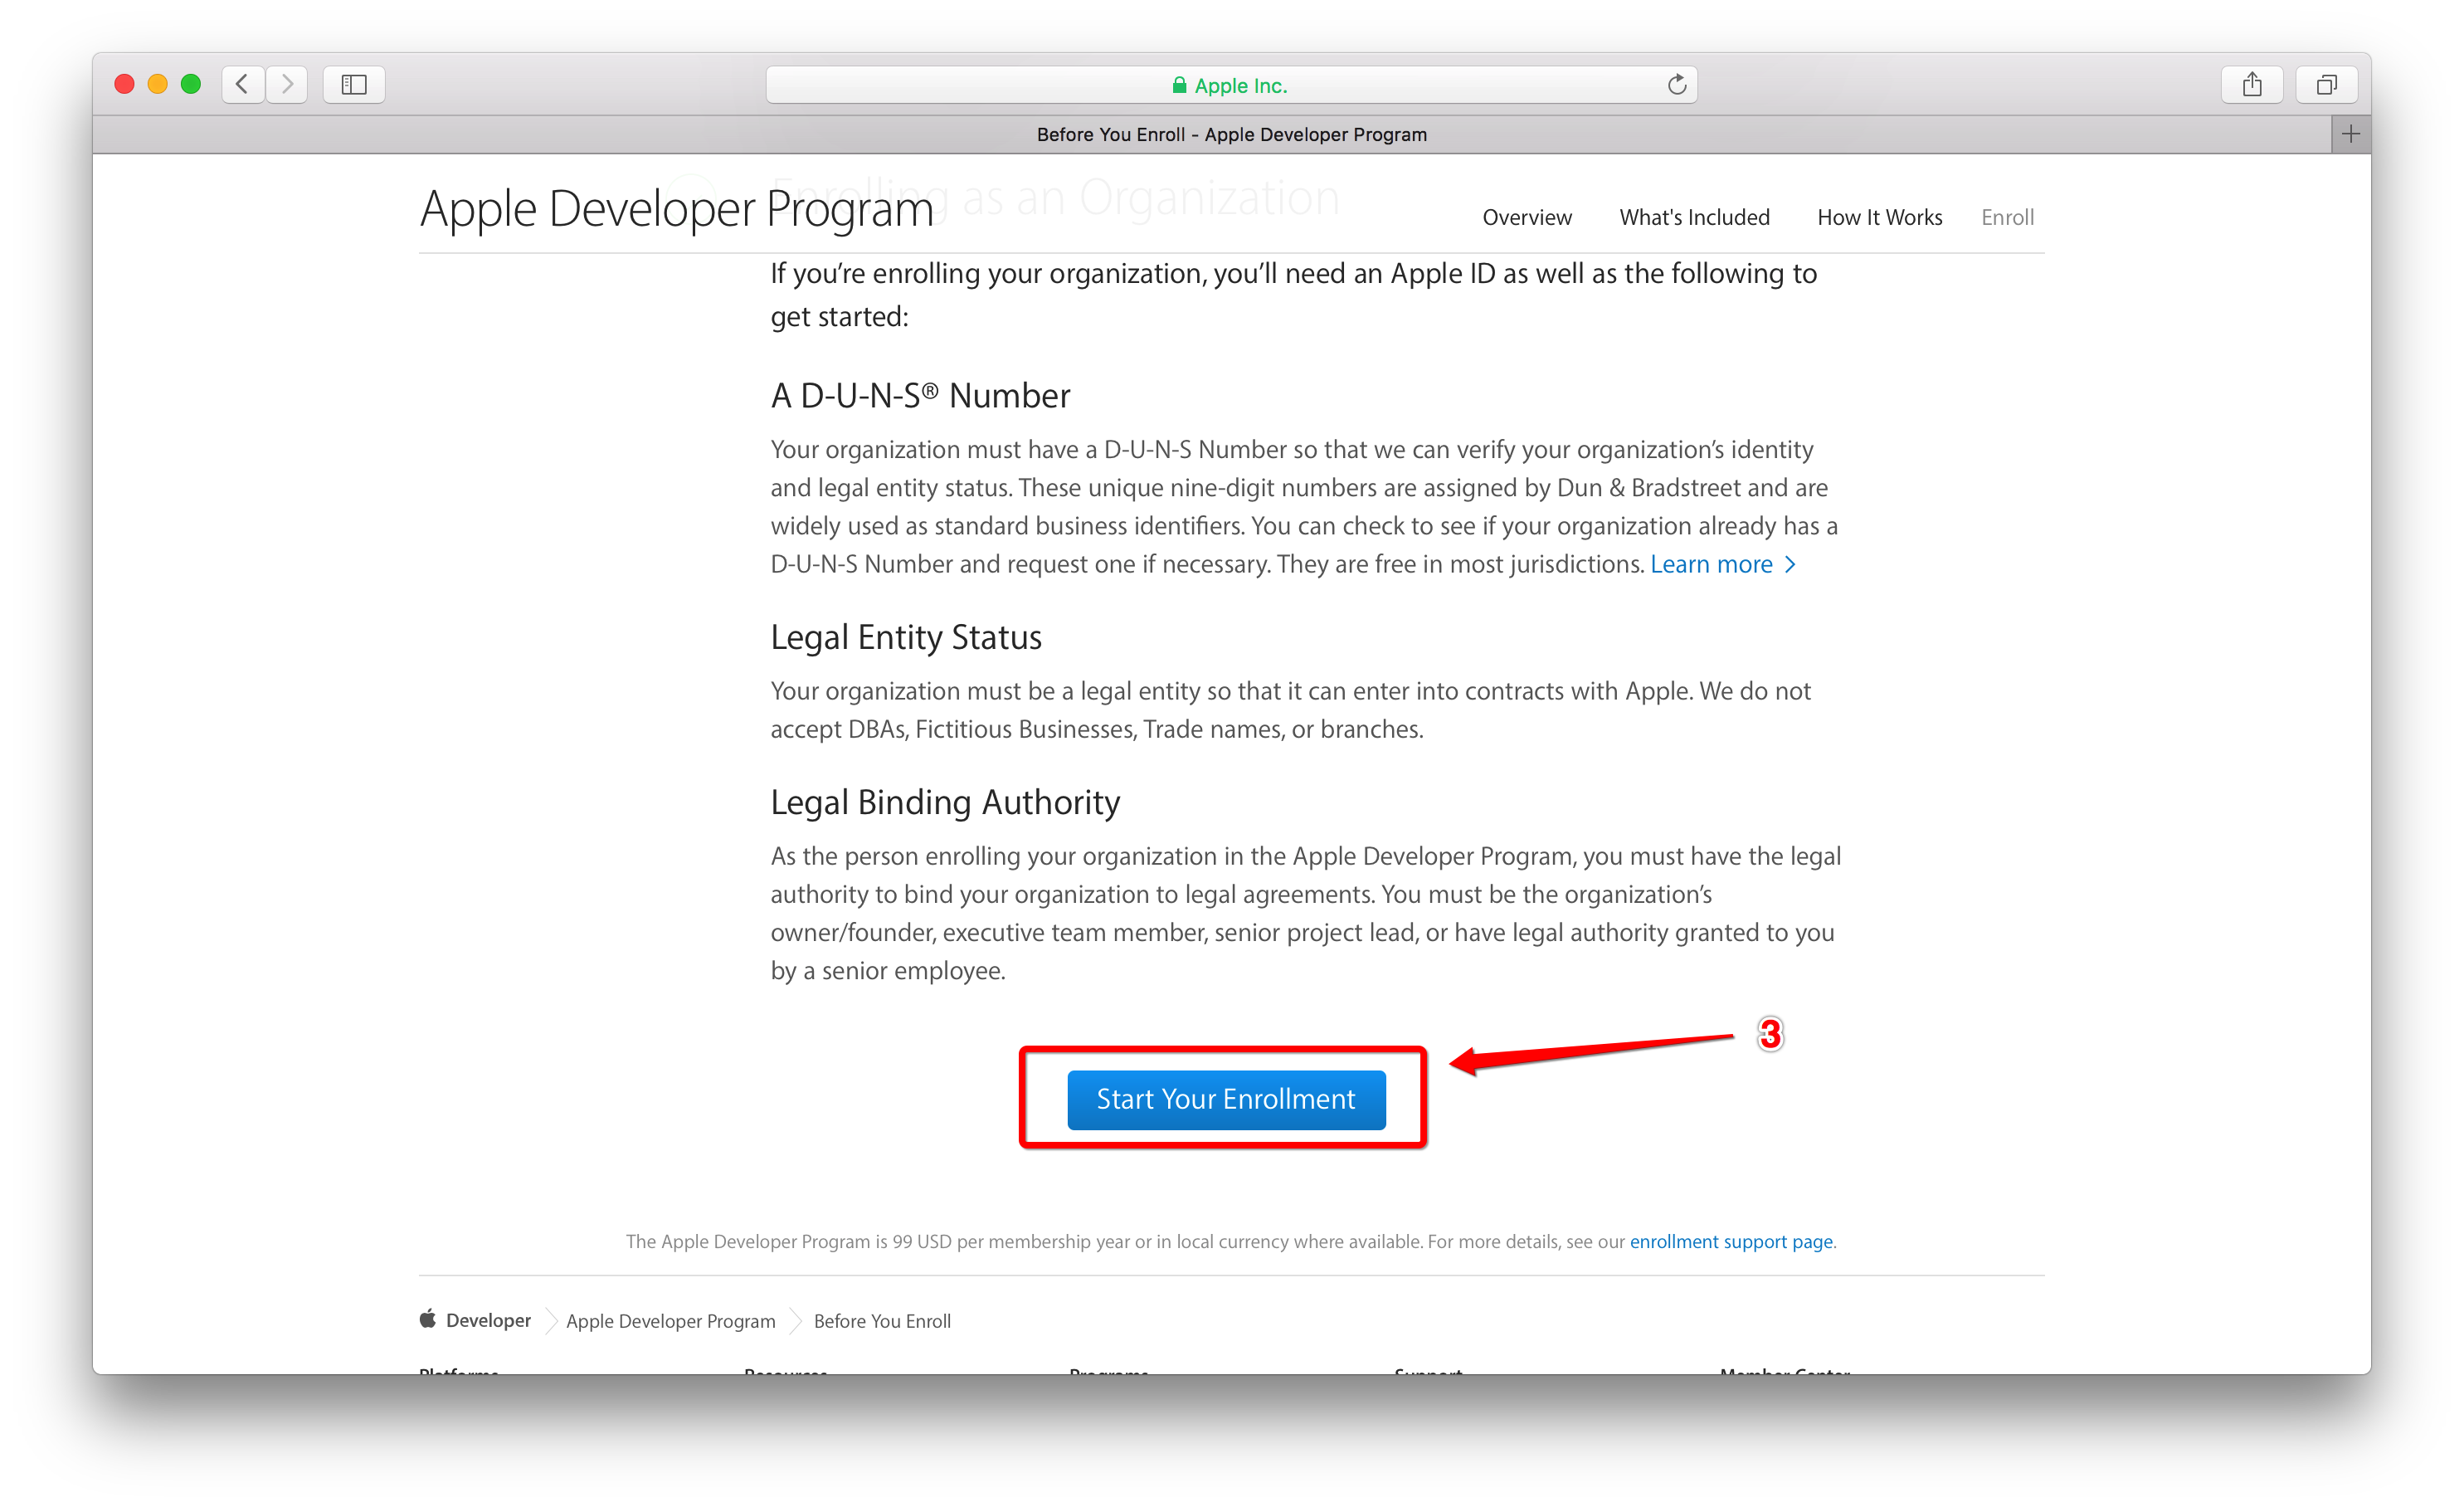 Apple Inc.
Before You Enroll - Apple Developer Program
Enrolling as an Organization
Apple Developer Program
Overview What's Included How It Works Enroll
If you’re enrolling your organization, you’ll need an Apple ID as well as the following to
get started:
A D-U-N-S® Number
Your organization must have a D-U-N-S Number so that we can verify your organization’s identity
and legal entity status. These unique nine-digit numbers are assigned by Dun & Bradstreet and are
widely used as standard business identifiers. You can check to see if your organization already has a
D-U-N-S Number and request one if necessary. They are free in most jurisdictions. Learn more >
Legal Entity Status
Your organization must be a legal entity so that it can enter into contracts with Apple. We do not
accept DBAs, Fictitious Businesses, Trade names, or branches.
Legal Binding Authority
As the person enrolling your organization in the Apple Developer Program, you must have the legal
authority to bind your organization to legal agreements. You must be the organization’s
owner/founder, executive team member, senior project lead, or have legal authority granted to you
by a senior employee.
3
Start Your Enrollment
The Apple Developer Program is 99 USD per membership year or in local currency where available. For more details, see our enrollment support page.
Developer Apple Developer Program Before You Enroll
Platforms Resources Programs Support Member Center